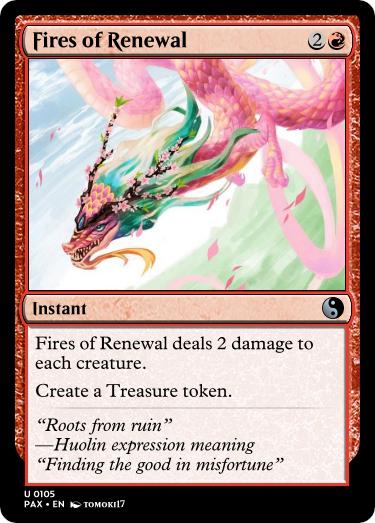 Fires of Renewal 2
Instant
Fires of Renewal deals 2 damage to
each creature.
Create a Treasure token.
“Roots from ruin”
—Huolin expression meaning
“Finding the good in misfortune”
U 0105
PAX • EN TOMOKI17